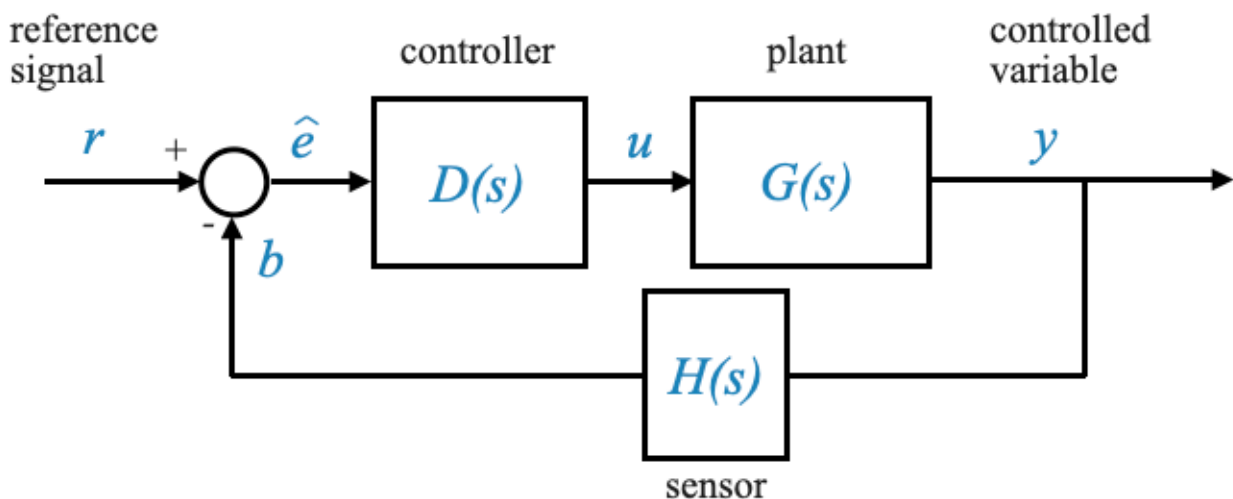 reference
signal
controller
plant
controlled
variable
r
+
ê
D(s)
u
G(s)
y
-
b
H(s)
sensor